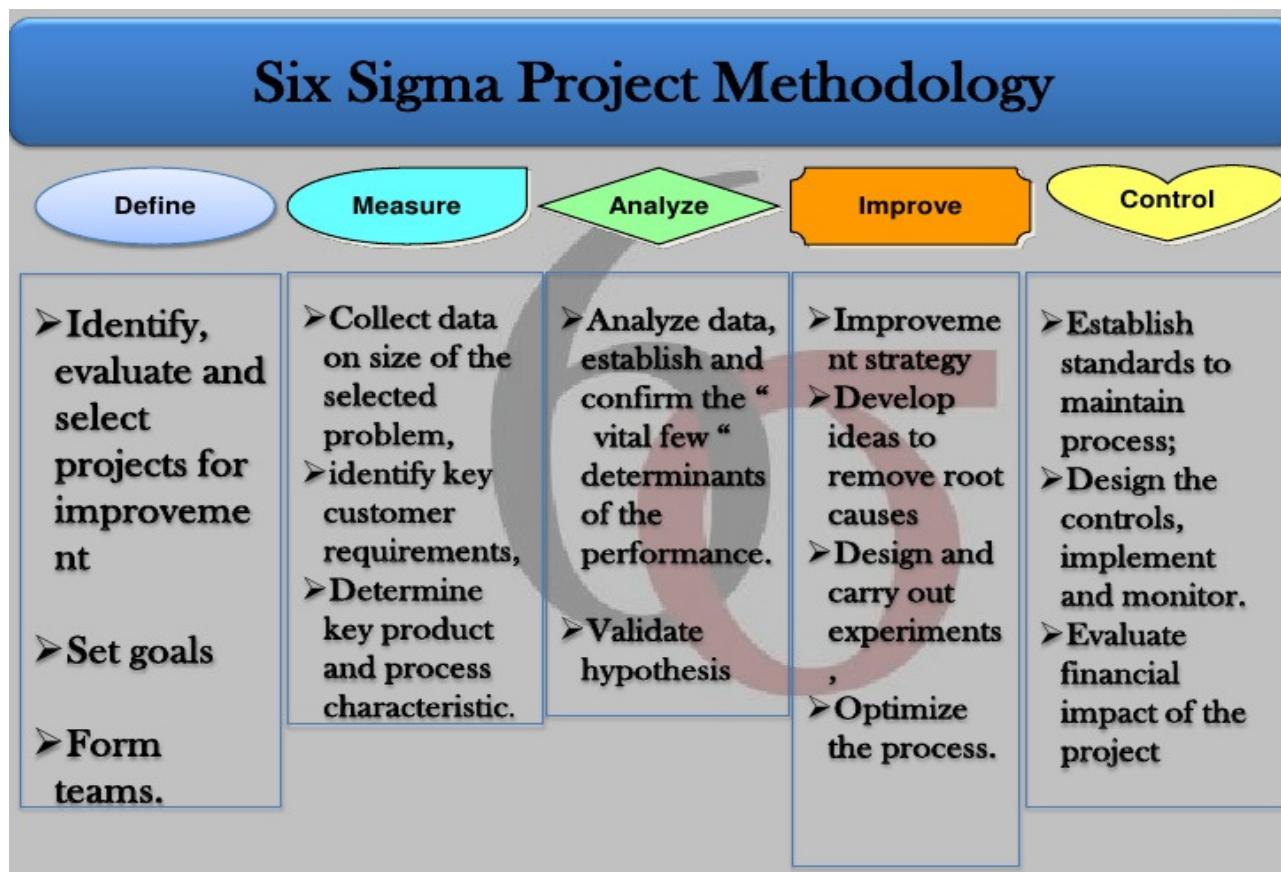 Six Sigma Project Methodology
Define
Measure
Analyze
Improve
Control
➢Identify,
evaluate and
select
projects for
improveme
nt
➢Set goals
➢Form
teams.
➢Collect data
on size of the
selected
problem,
➢identify key
customer
requirements,
➢Determine
key product
and process
characteristic.
➢Analyze data,
establish and
confirm the “
vital few “
determinants
of the
performance.
➢Validate
hypothesis
➢Improveme
nt strategy
➢Develop
ideas to
remove root
causes
➢Design and
carry out
experiments
,
➢Optimize
the process.
➢Establish
standards to
maintain
process;
➢Design the
controls,
implement
and monitor.
➢Evaluate
financial
impact of the
project
6σ